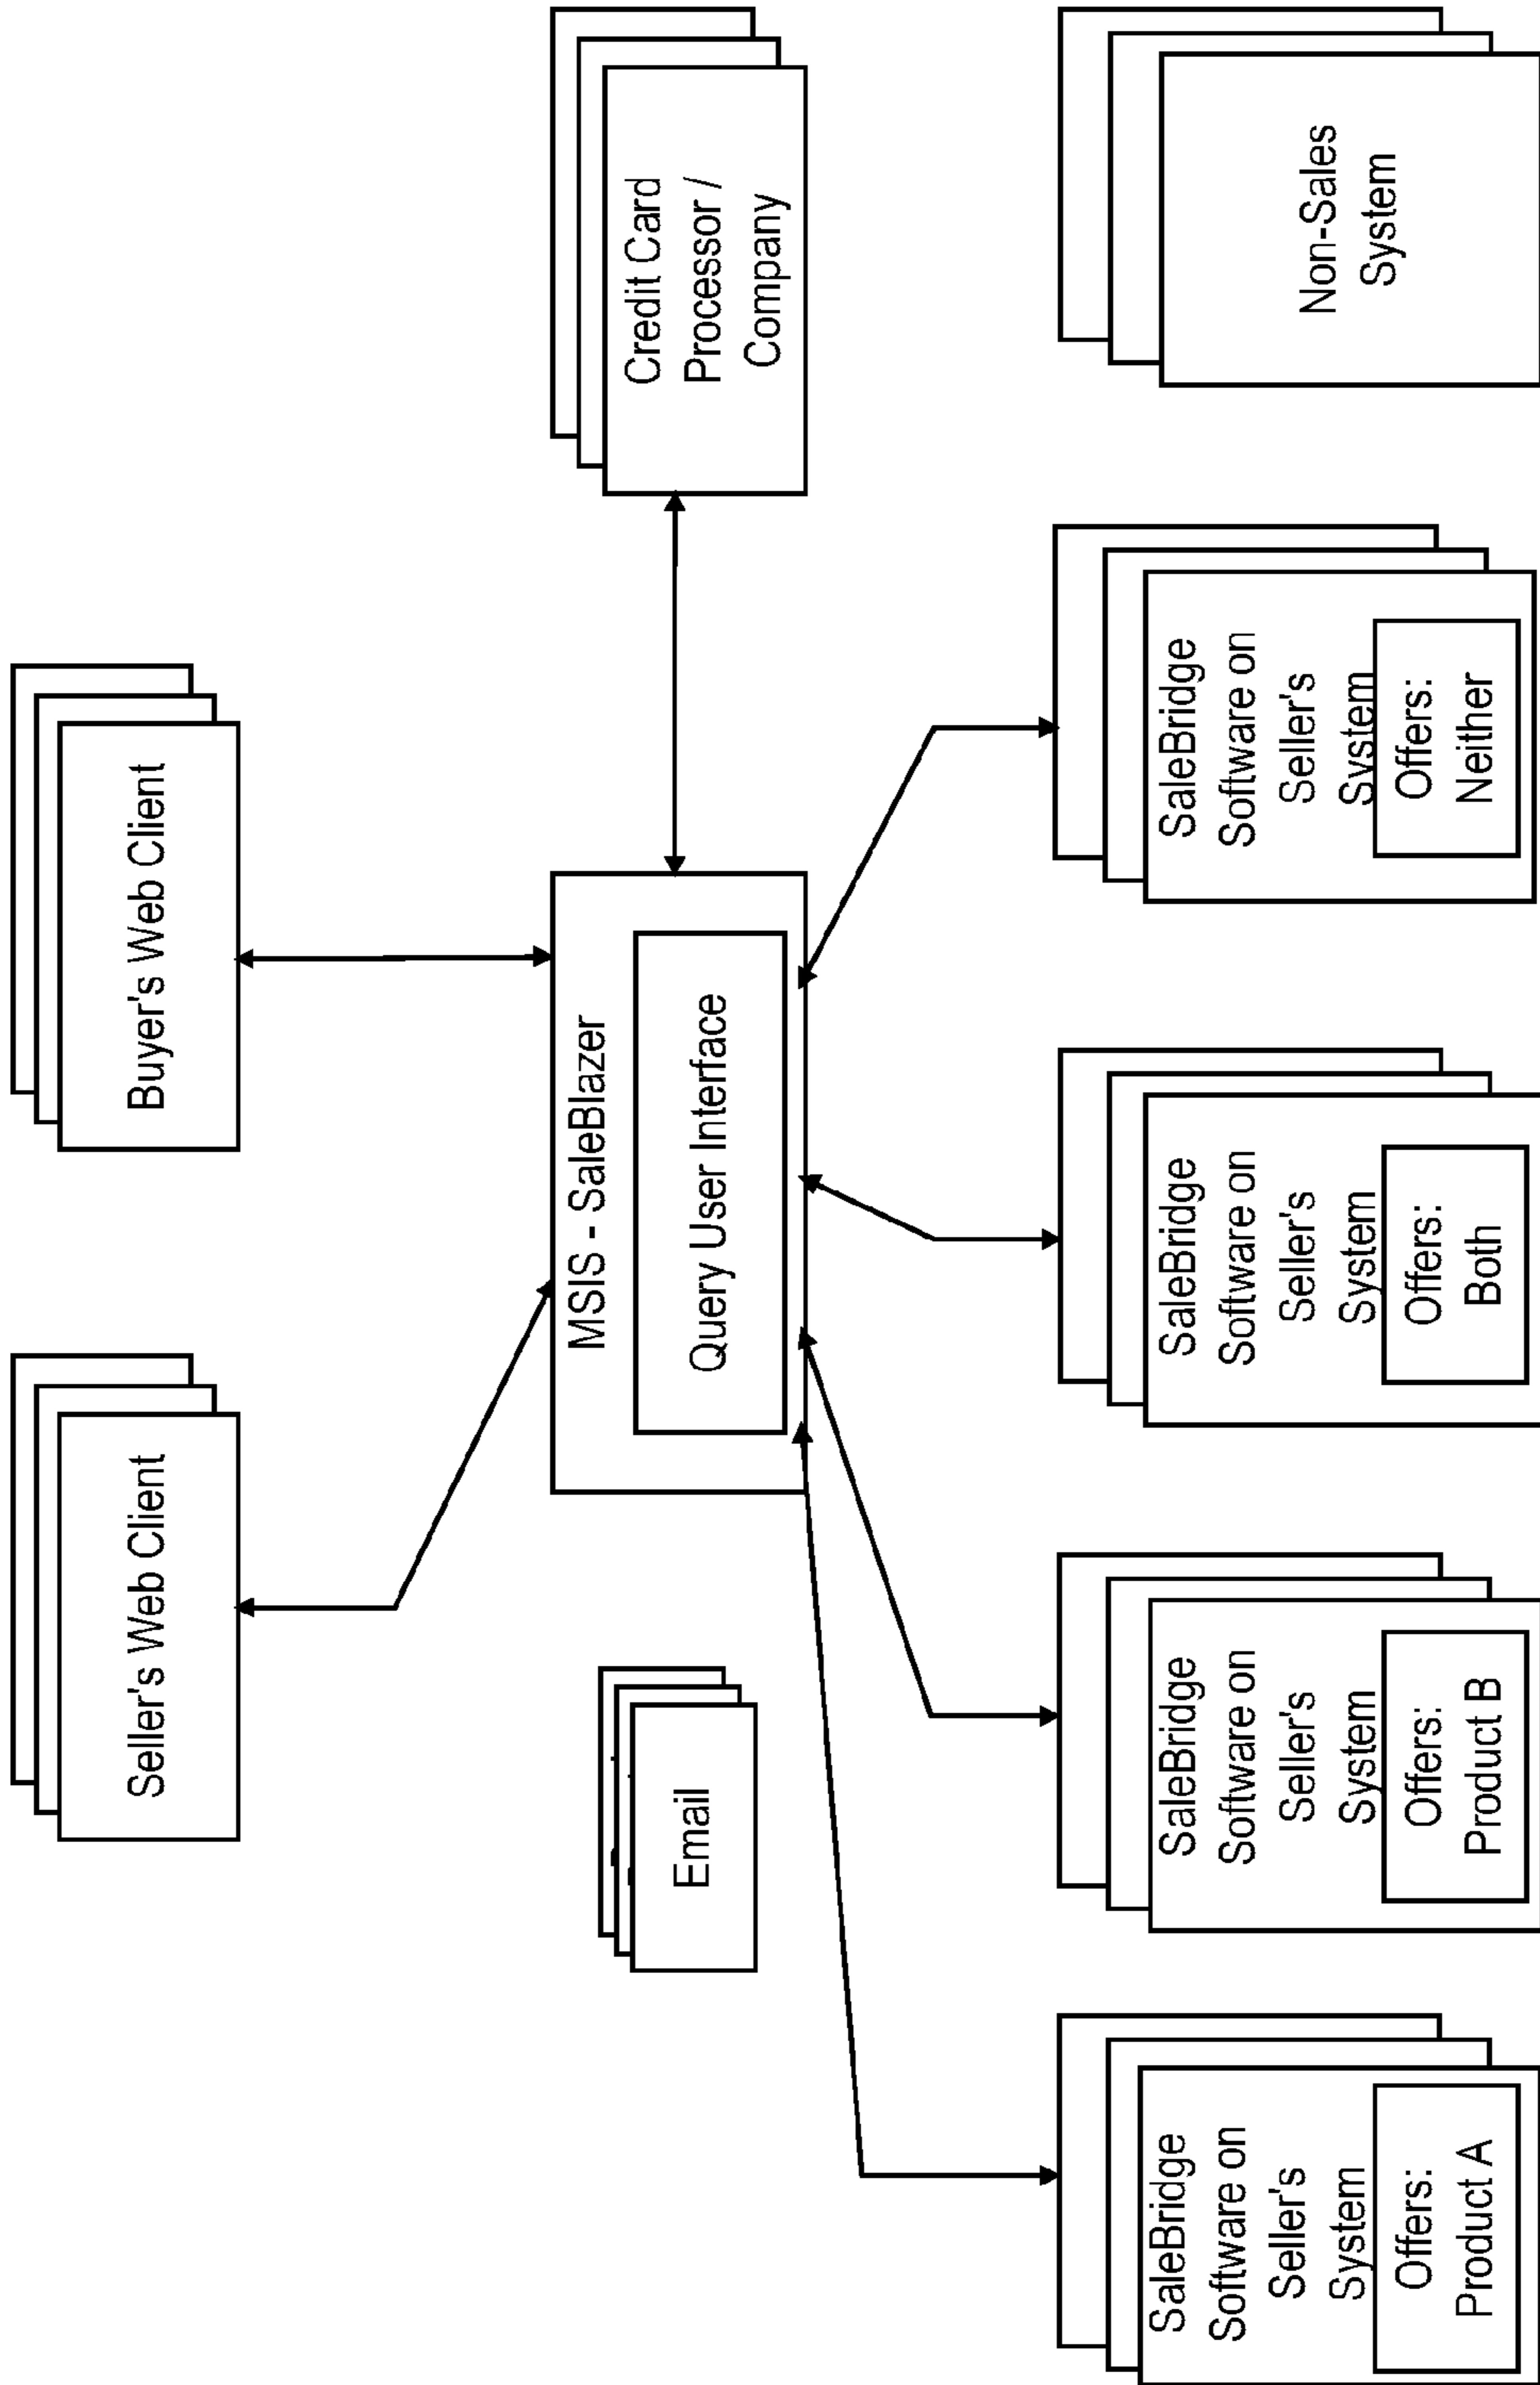 Seller's Web Client
Buyer's Web Client
Email
MSIS - SaleBlazer
Query User Interface
Credit Card
Processor /
Company
SaleBridge
Software on
Seller's
System
Offers:
Product A
SaleBridge
Software on
Seller's
System
Offers:
Product B
SaleBridge
Software on
Seller's
System
Offers:
Both
SaleBridge
Software on
Seller's
System
Offers:
Neither
Non-Sales
System